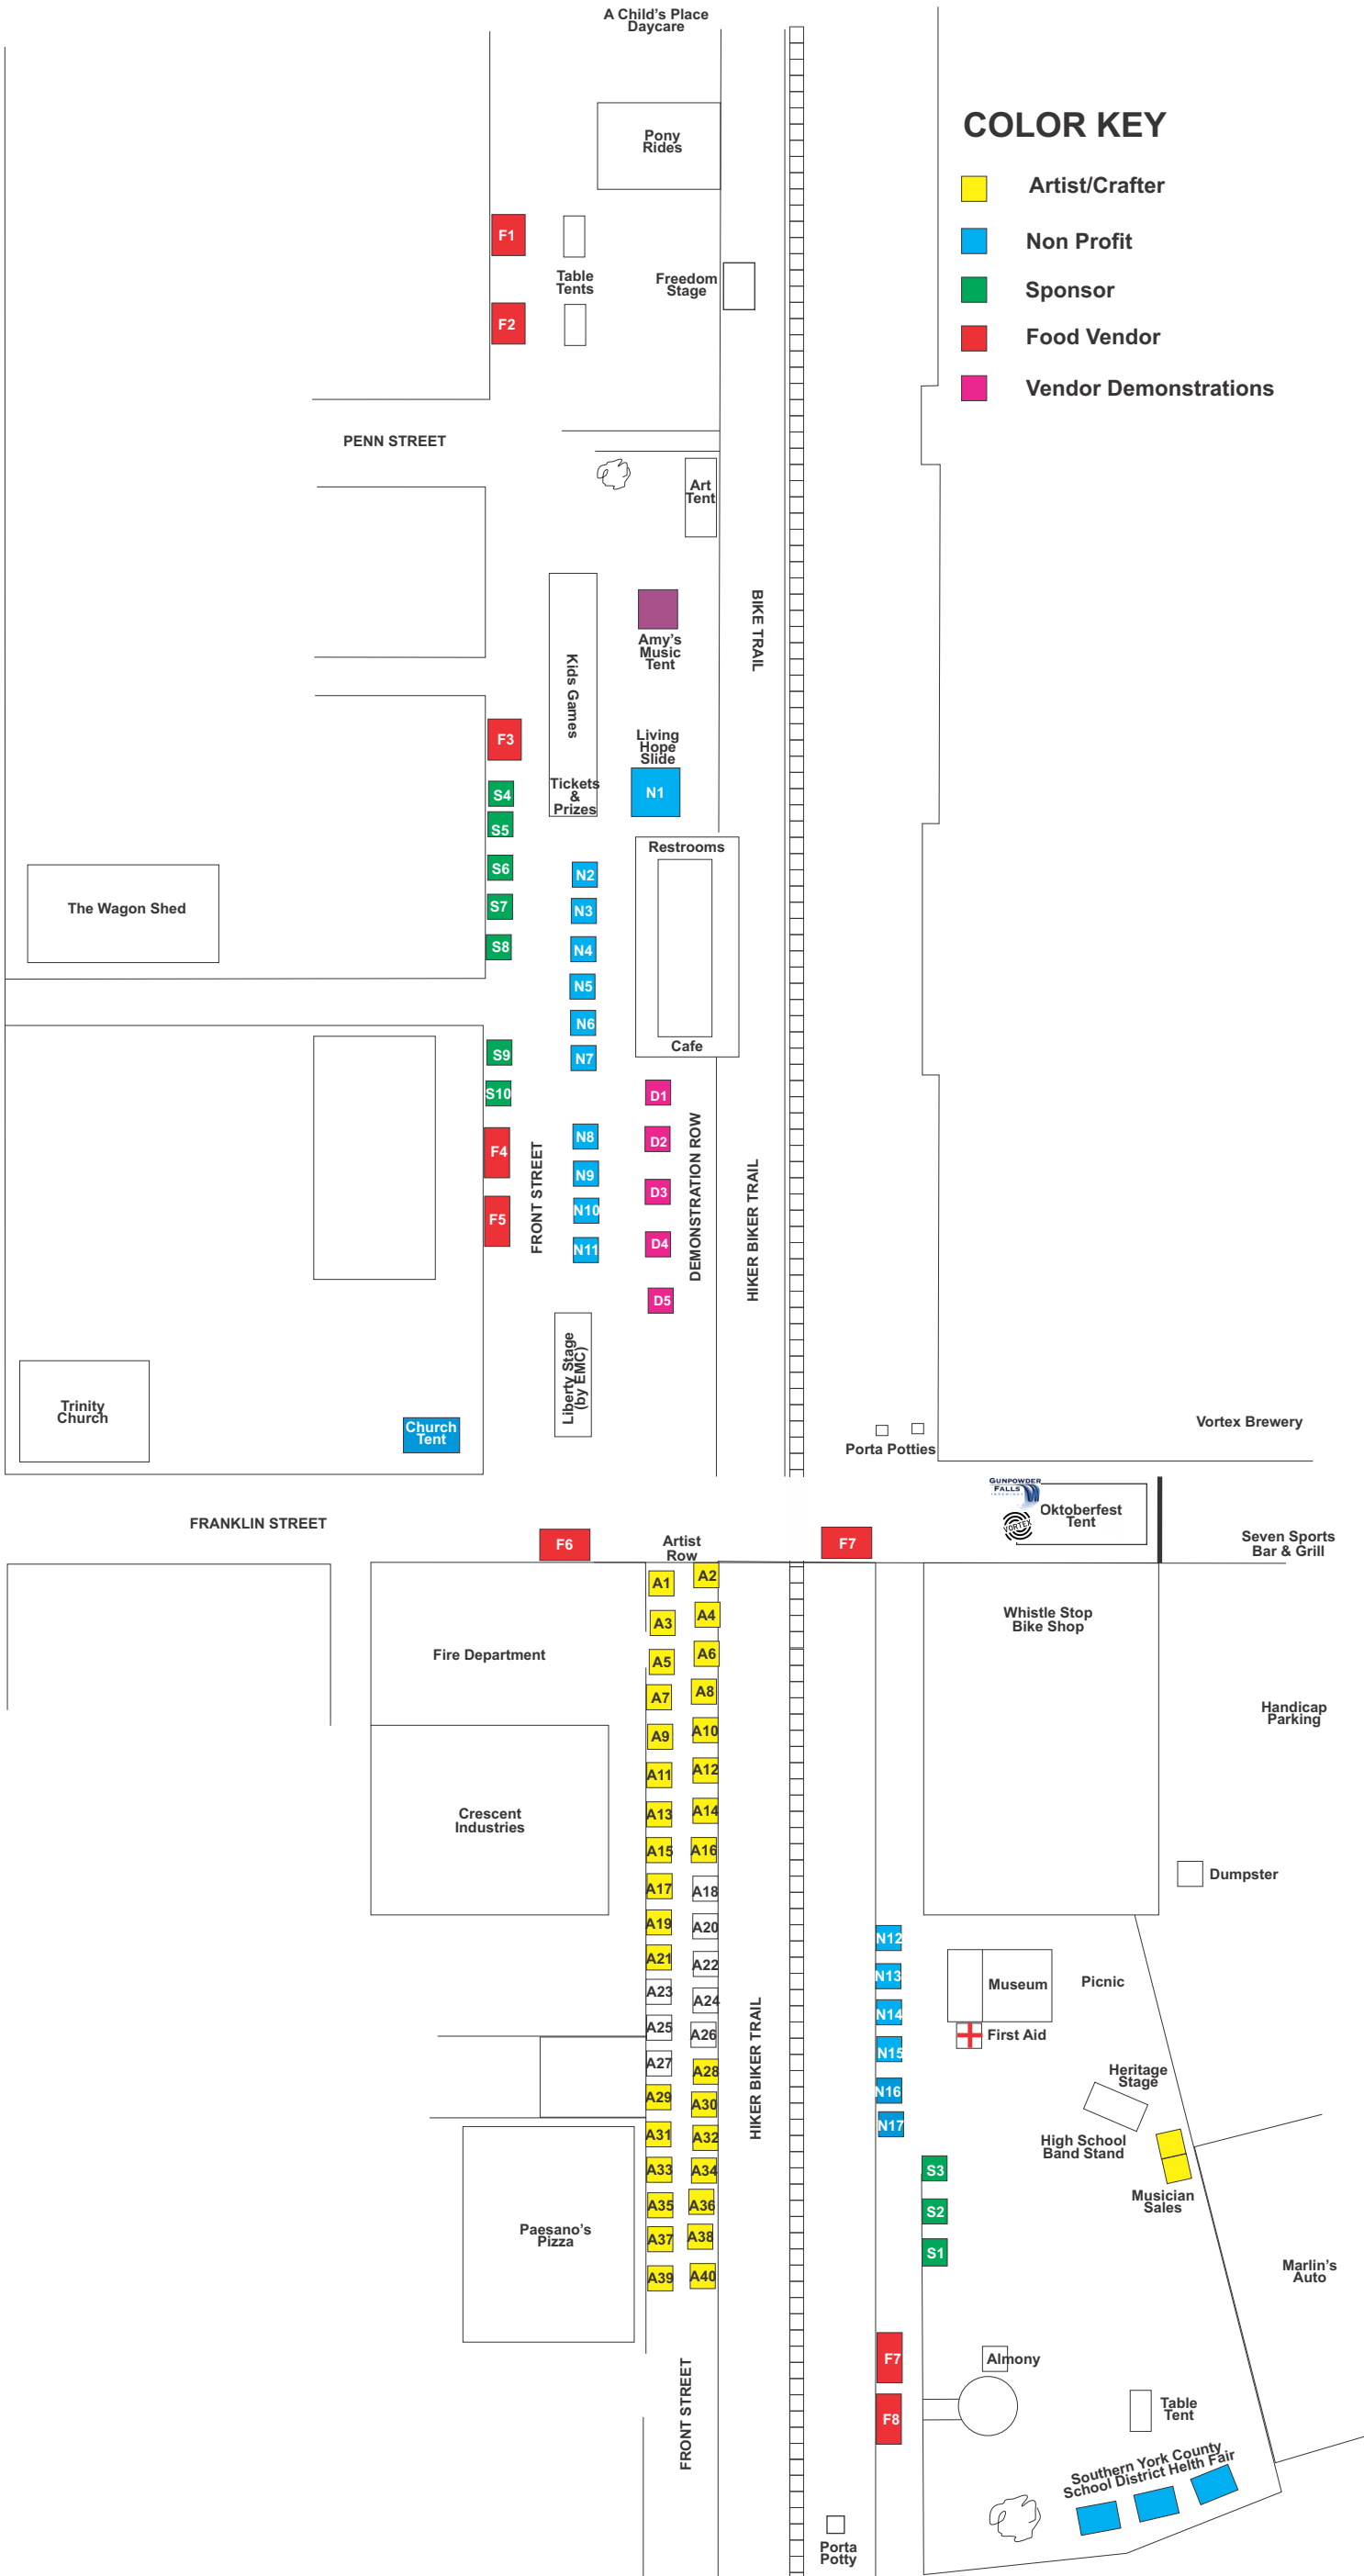 A Child's Place
Daycare
COLOR KEY
Artist/Crafter
Non Profit
Sponsor
Food Vendor
Vendor Demonstrations
Pony
Rides
F1
Table
Tents
Freedom
Stage
F2
PENN STREET
Art
Tent
BIKE TRAIL
Amy's
Music
Tent
Kids Games
F3
Living
Hope
Slide
S4
Tickets
&
Prizes
N1
S5
Restrooms
S6
N2
The Wagon Shed
S7
N3
S8
N4
N5
N6
Cafe
S9
N7
S10
D1
F4
N8
D2
N9
D3
F5
N10
N11
D4
D5
FRONT STREET
DEMONSTRATION ROW
HIKER BIKER TRAIL
Liberty Stage
(by EMC)
Trinity
Church
Church
Tent
Porta Potties
Vortex Brewery
GUNPOWDER
FALLS
VORTEX
Oktoberfest
Tent
FRANKLIN STREET
F6
Artist
Row
F7
Seven Sports
Bar & Grill
A1
A2
A3
A4
Whistle Stop
Bike Shop
Fire Department
A5
A6
A7
A8
Handicap
Parking
A9
A10
A11
A12
Crescent
Industries
A13
A14
A15
A16
A17
A18
Dumpster
A19
A20
N12
A21
A22
N13
Museum
Picnic
A23
A24
N14
A25
A26
N15
First Aid
A27
A28
N16
Heritage
Stage
A29
A30
N17
A31
A32
High School
Band Stand
HIKER BIKER TRAIL
A33
A34
S3
Musician
Sales
A35
A36
S2
Paesano's
Pizza
A37
A38
S1
A39
A40
Marlin's
Auto
F7
Almony
F8
Table
Tent
FRONT STREET
Southern York County
School District Helth Fair
Porta
Potty